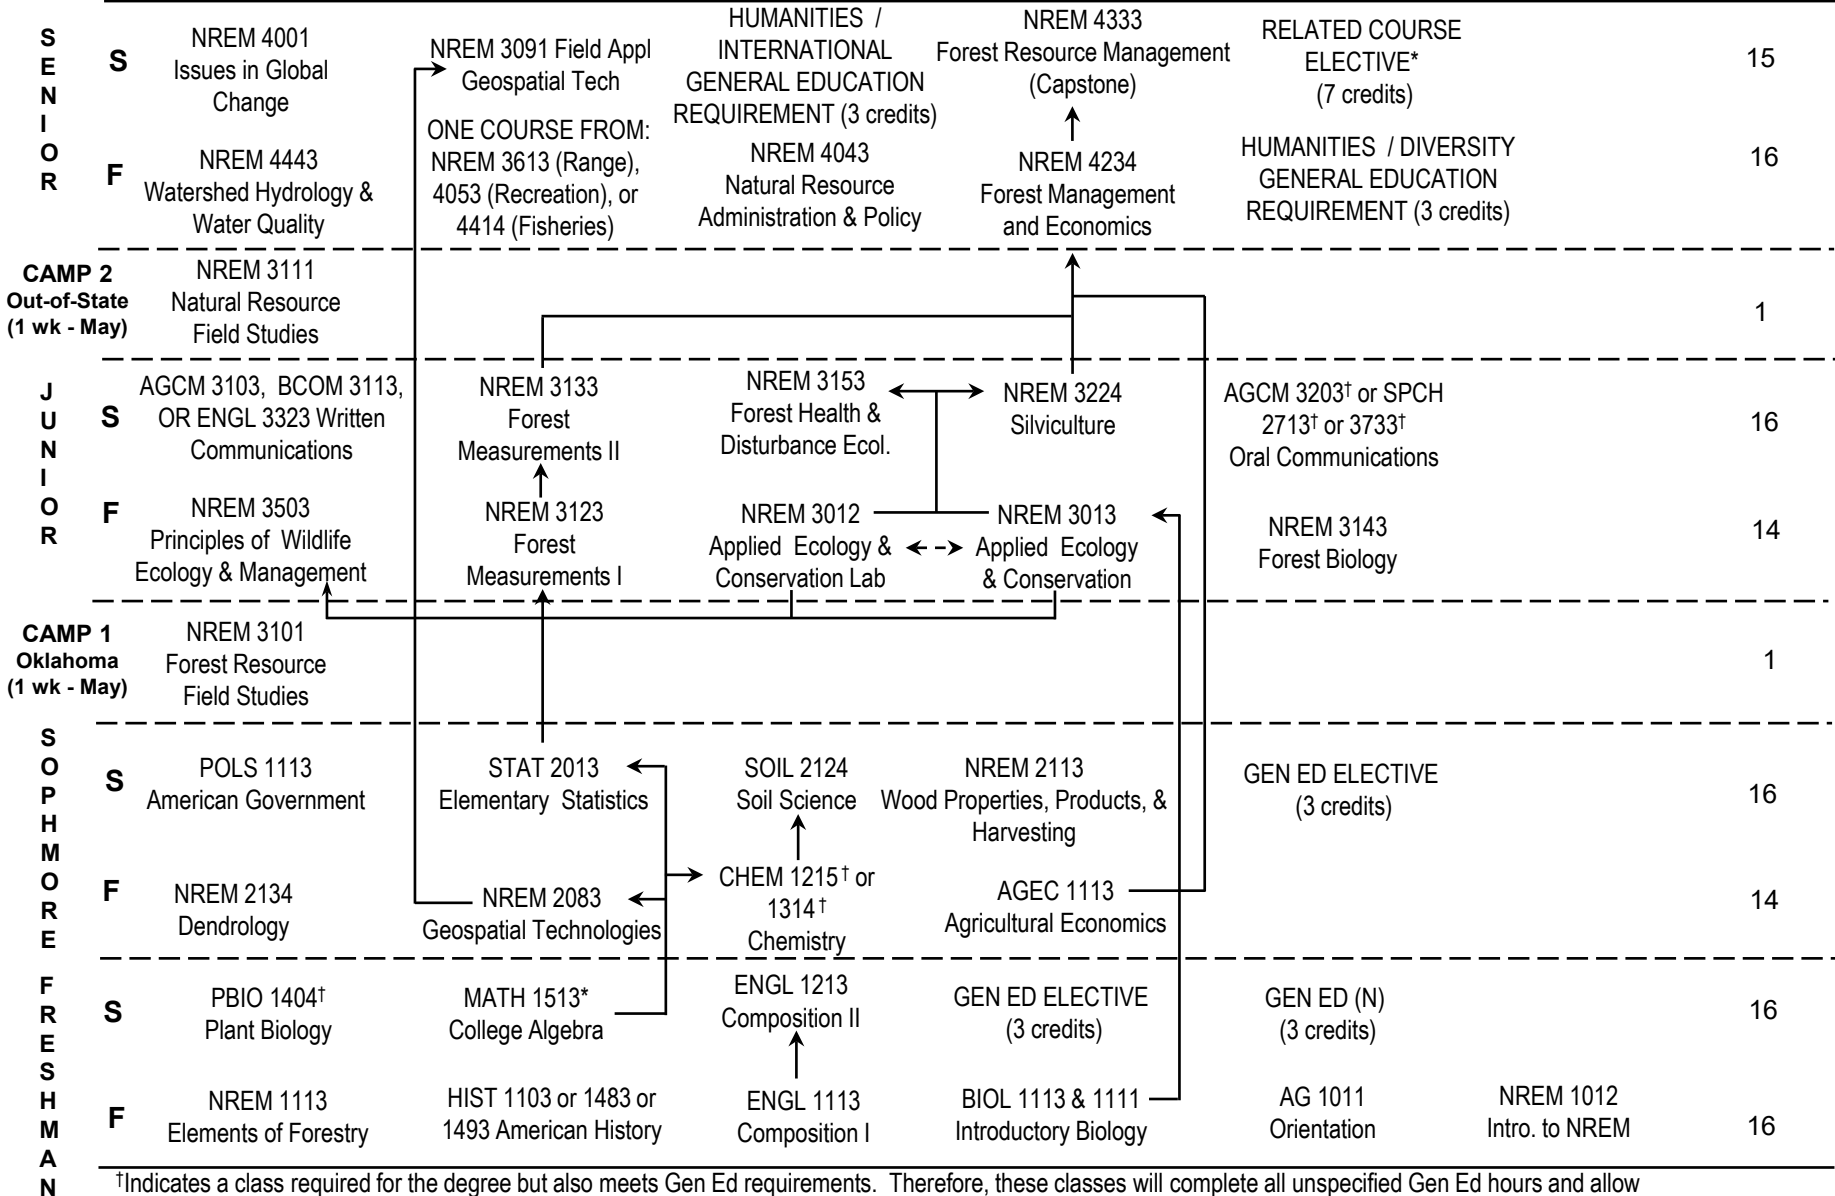 SENIOR
S
NREM 4001
Issues in Global
Change
NREM 3091 Field Appl
Geospatial Tech
HUMANITIES /
INTERNATIONAL
GENERAL EDUCATION
REQUIREMENT (3 credits)
NREM 4333
Forest Resource Management
(Capstone)
RELATED COURSE
ELECTIVE*
(7 credits)
15
F
NREM 4443
Watershed Hydrology &
Water Quality
ONE COURSE FROM:
NREM 3613 (Range),
4053 (Recreation), or
4414 (Fisheries)
NREM 4043
Natural Resource
Administration & Policy
NREM 4234
Forest Management
and Economics
HUMANITIES / DIVERSITY
GENERAL EDUCATION
REQUIREMENT (3 credits)
16
CAMP 2
Out-of-State
(1 wk - May)
NREM 3111
Natural Resource
Field Studies
1
JUNIOR
S
AGCM 3103, BCOM 3113,
OR ENGL 3323 Written
Communications
NREM 3133
Forest
Measurements II
NREM 3153
Forest Health &
Disturbance Ecol.
NREM 3224
Silviculture
AGCM 3203† or SPCH
2713† or 3733†
Oral Communications
16
F
NREM 3503
Principles of Wildlife
Ecology & Management
NREM 3123
Forest
Measurements I
NREM 3012
Applied Ecology &
Conservation Lab
NREM 3013
Applied Ecology
& Conservation
NREM 3143
Forest Biology
14
CAMP 1
Oklahoma
(1 wk - May)
NREM 3101
Forest Resource
Field Studies
1
SOPHMORE
S
POLS 1113
American Government
STAT 2013
Elementary Statistics
SOIL 2124
Soil Science
NREM 2113
Wood Properties, Products, &
Harvesting
GEN ED ELECTIVE
(3 credits)
16
F
NREM 2134
Dendrology
NREM 2083
Geospatial Technologies
CHEM 1215† or
1314†
Chemistry
AGEC 1113
Agricultural Economics
14
FRESHMAN
S
PBIO 1404†
Plant Biology
MATH 1513*
College Algebra
ENGL 1213
Composition II
GEN ED ELECTIVE
(3 credits)
GEN ED (N)
(3 credits)
16
F
NREM 1113
Elements of Forestry
HIST 1103 or 1483 or
1493 American History
ENGL 1113
Composition I
BIOL 1113 & 1111
Introductory Biology
AG 1011
Orientation
NREM 1012
Intro. to NREM
16
†Indicates a class required for the degree but also meets Gen Ed requirements. Therefore, these classes will complete all unspecified Gen Ed hours and allow